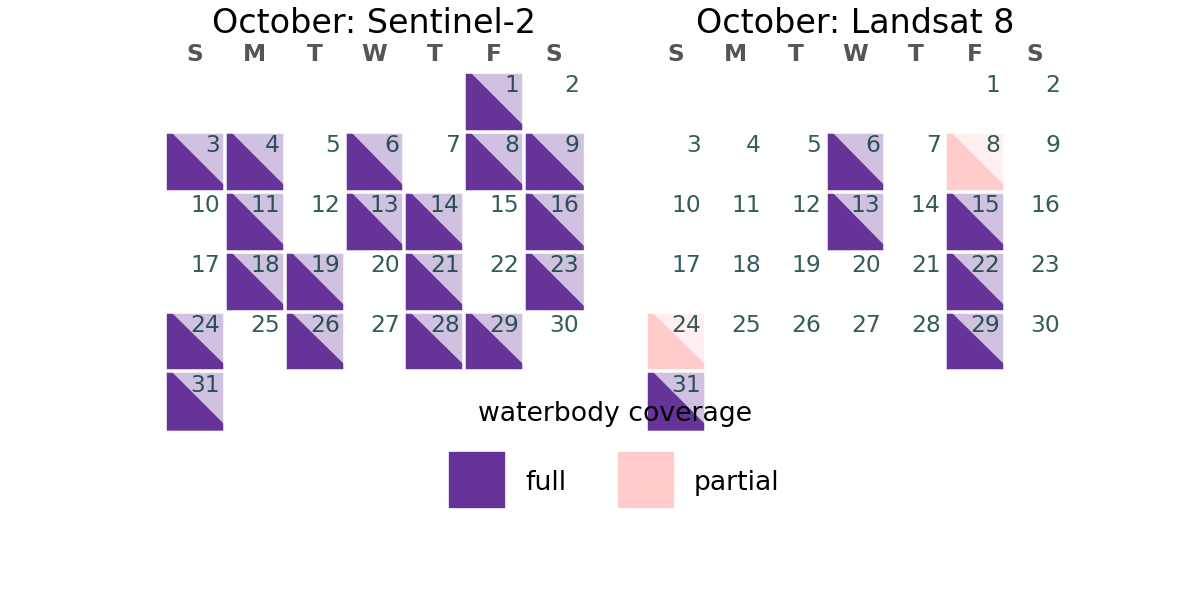 October: Sentinel-2
S M T W T F S
1 2
3 4 5 6 7 8 9
10 11 12 13 14 15 16
17 18 19 20 21 22 23
24 25 26 27 28 29 30
31
October: Landsat 8
S M T W T F S
1 2
3 4 5 6 7 8 9
10 11 12 13 14 15 16
17 18 19 20 21 22 23
24 25 26 27 28 29 30
31
waterbody coverage
full partial